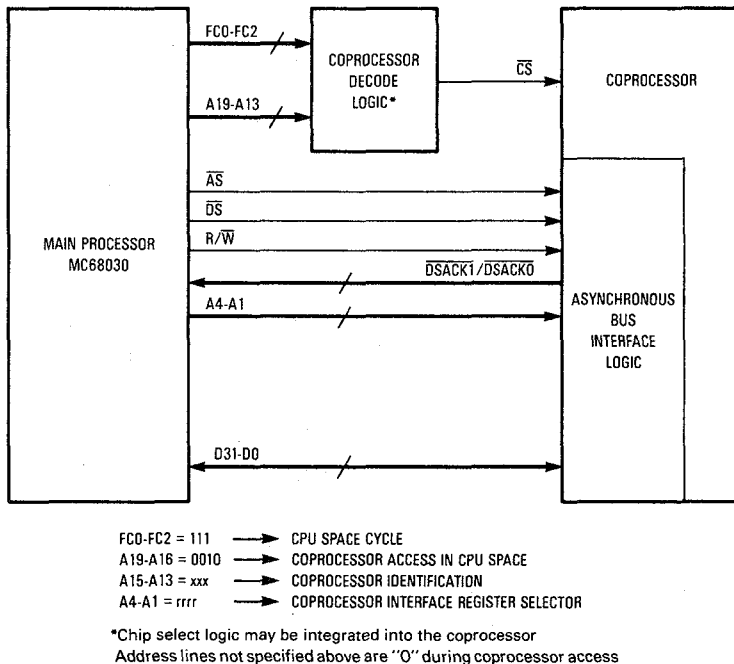 FC0-FC2
COPROCESSOR
DECODE
LOGIC*
CS
COPROCESSOR
A19-A13
AS
DS
R/W
MAIN PROCESSOR
MC68030
DSACK1/DSACK0
A4-A1
ASYNCHRONOUS
BUS
INTERFACE
LOGIC
D31-D0
FC0-FC2 = 111 → CPU SPACE CYCLE
A19-A16 = 0010 → COPROCESSOR ACCESS IN CPU SPACE
A15-A13 = xxx → COPROCESSOR IDENTIFICATION
A4-A1 = rrrr → COPROCESSOR INTERFACE REGISTER SELECTOR
*Chip select logic may be integrated into the coprocessor
Address lines not specified above are "0" during coprocessor access